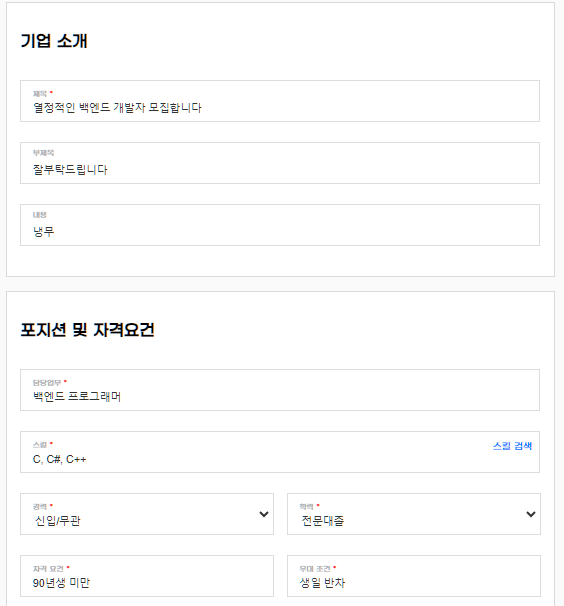 기업 소개
제목 *
열정적인 백엔드 개발자 모집합니다
부제목
잘부탁드립니다
내용
냉무
포지션 및 자격요건
담당업무 *
백엔드 프로그래머
스킬 *
스킬 검색
C, C#, C++
경력 *
신입/무관
학력 *
전문대졸
자격 요건 *
90년생 미만
우대 조건 *
생일 반차